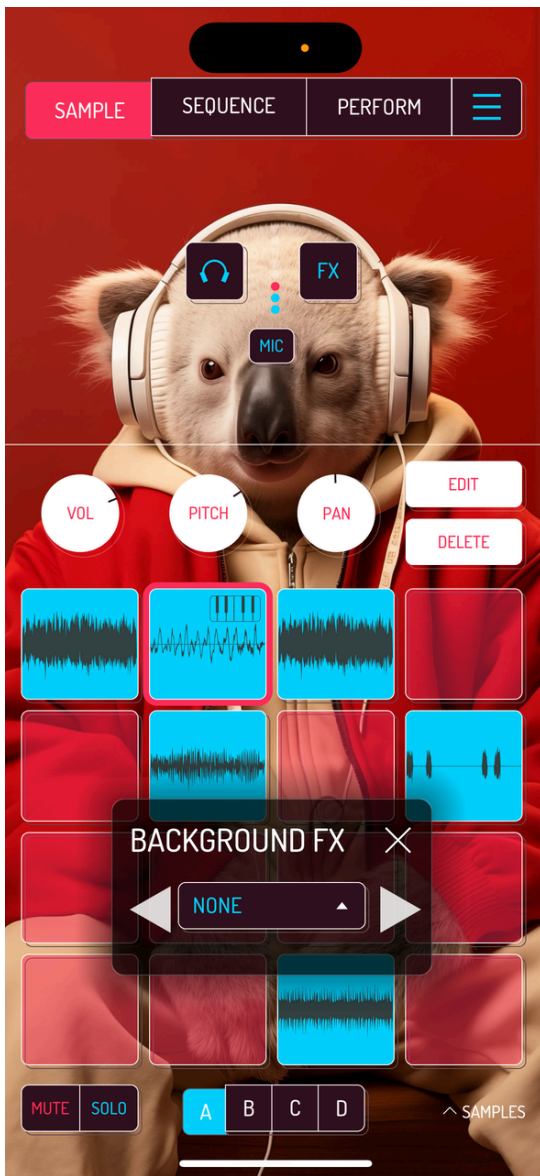 SAMPLE SEQUENCE PERFORM
FX
MIC
VOL PITCH PAN EDIT
DELETE
BACKGROUND FX
NONE
MUTE SOLO A B C D SAMPLES